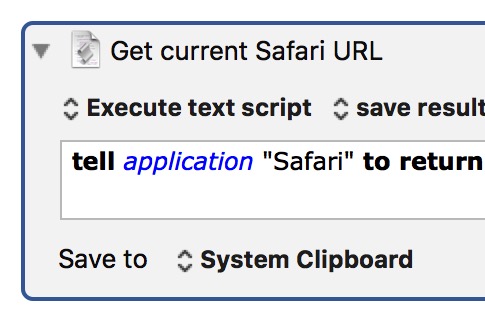 Get current Safari URL
Execute text script save result
tell application "Safari" to return
Save to System Clipboard